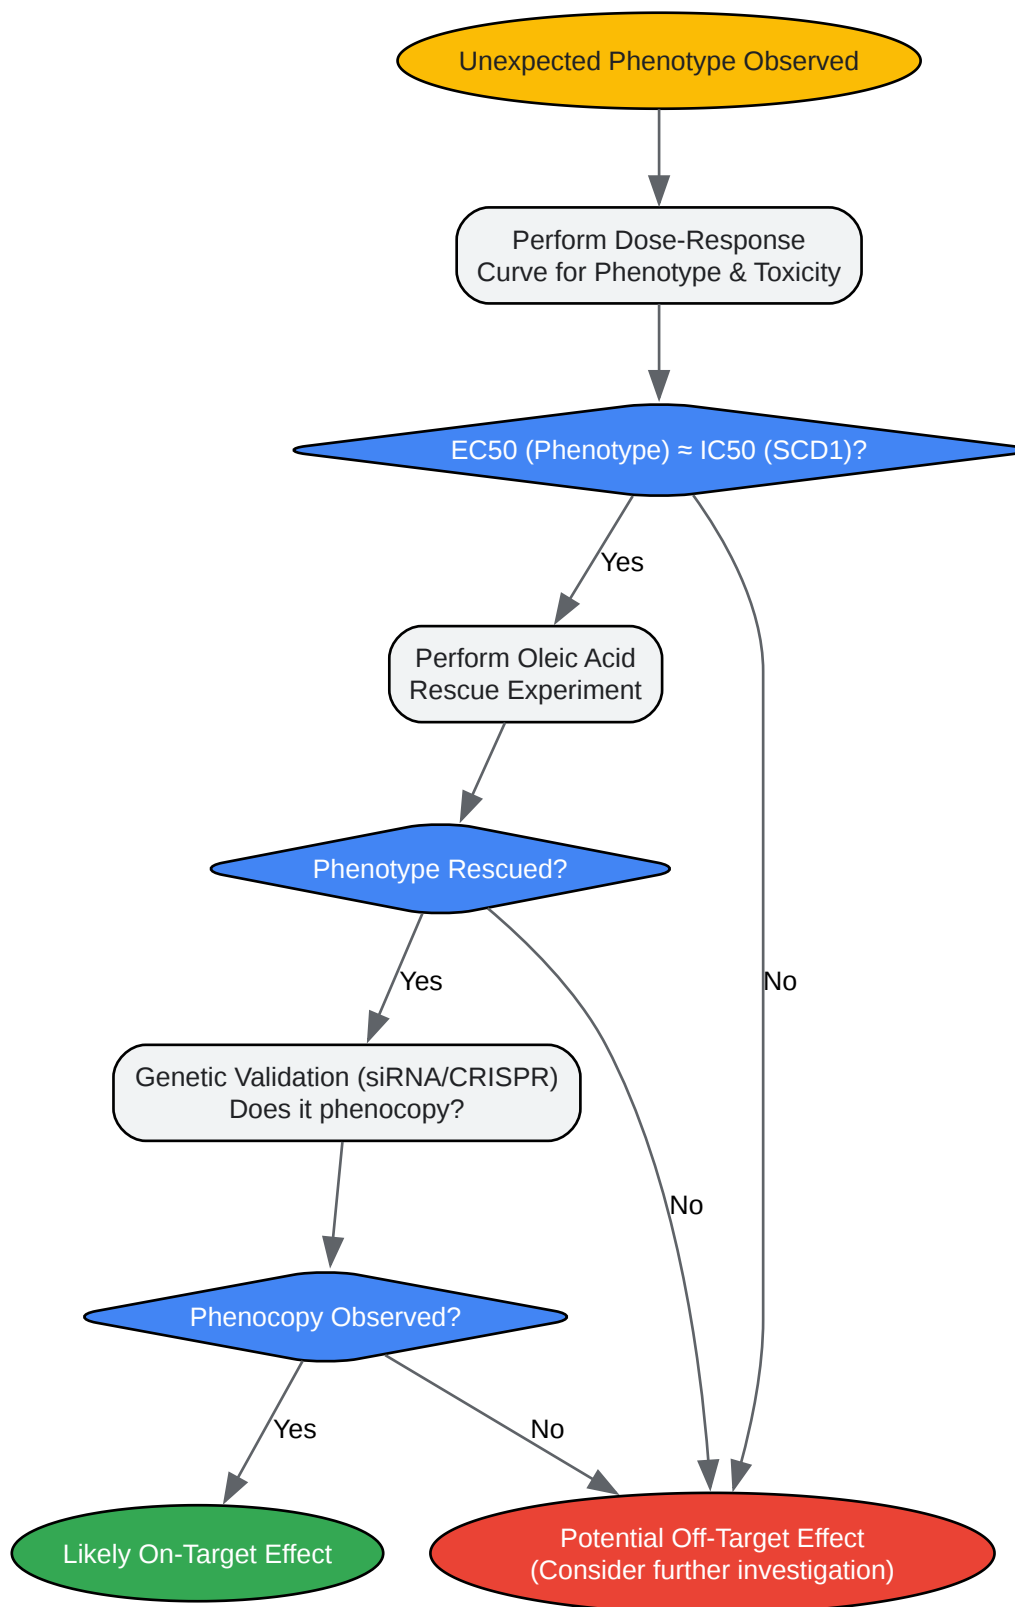 Unexpected Phenotype Observed
Perform Dose-Response
Curve for Phenotype & Toxicity
EC50 (Phenotype) ≈ IC50 (SCD1)?
Yes
Perform Oleic Acid
Rescue Experiment
Phenotype Rescued?
Yes
No
Genetic Validation (siRNA/CRISPR)
Does it phenocopy?
No
Phenocopy Observed?
Yes
No
Likely On-Target Effect
Potential Off-Target Effect
(Consider further investigation)